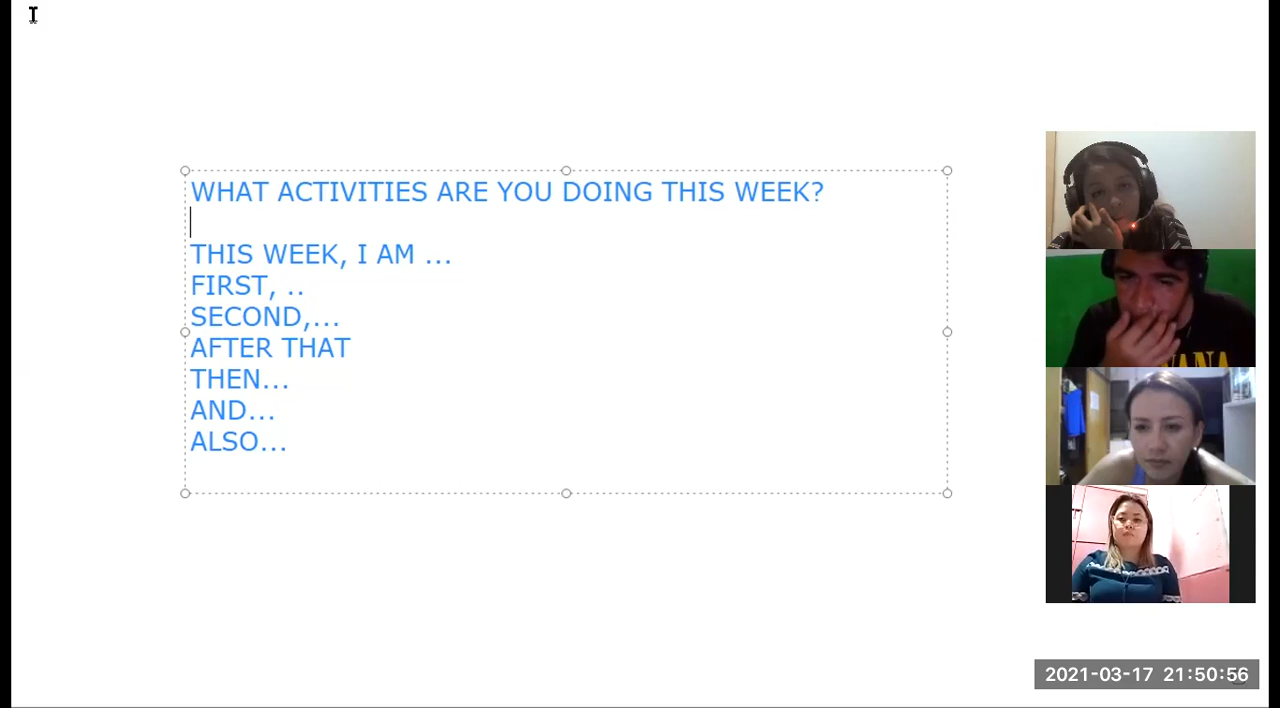 WHAT ACTIVITIES ARE YOU DOING THIS WEEK?
THIS WEEK, I AM ...
FIRST, ..
SECOND,...
AFTER THAT
THEN...
AND...
ALSO...
VANA
2021-03-17 21:50:56